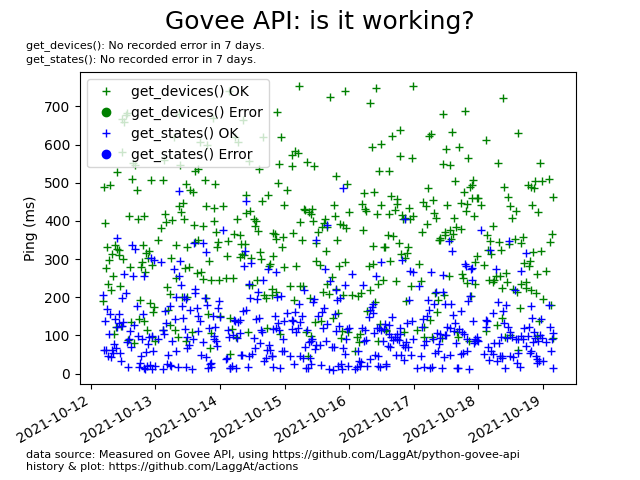 Govee API: is it working?
get_devices(): No recorded error in 7 days.
get_states(): No recorded error in 7 days.
get_devices() OK
get_devices() Error
get_states() OK
get_states() Error
Ping (ms)
700
600
500
400
300
200
100
0
2021-10-12
2021-10-13
2021-10-14
2021-10-15
2021-10-16
2021-10-17
2021-10-18
2021-10-19
data source: Measured on Govee API, using https://github.com/LaggAt/python-govee-api
history & plot: https://github.com/LaggAt/actions